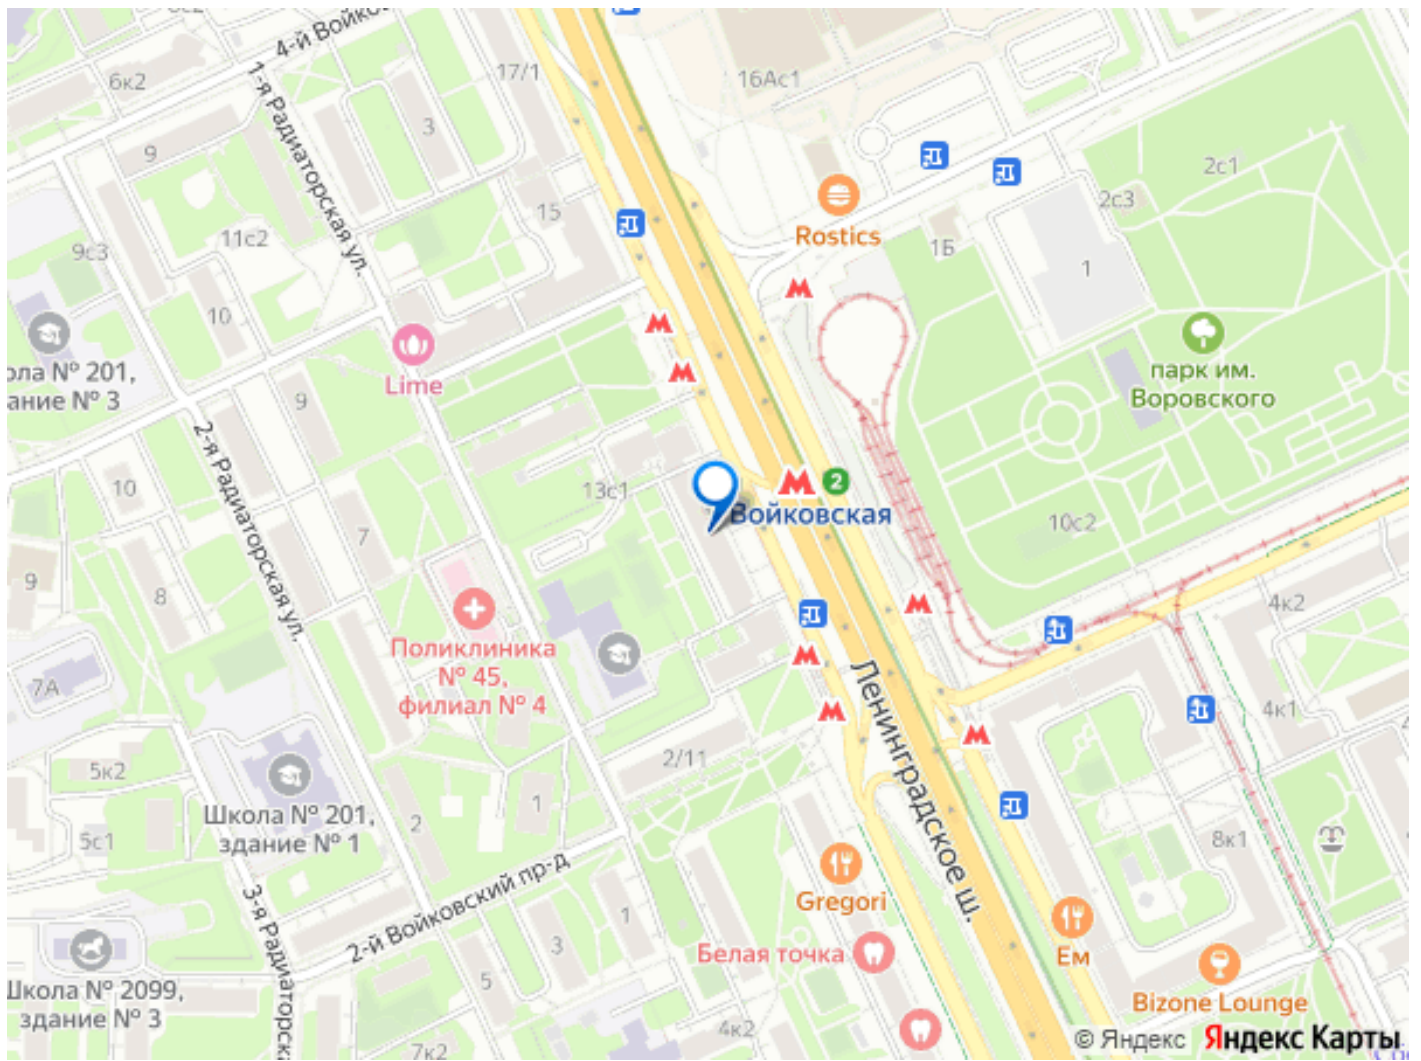 4-й Войко
6к2
17/1
16Ас1
1-я Радиаторская ул.
3
9
2с1
2с3
15
Rostics
1Б
11с2
9с3
1
10
парк им.
Воровского
ола № 201,
ание № 3
Lime
9
2-я Радиаторская ул.
10
13с1
2
Войковская
10с2
7
9
8
4к2
Поликлиника
№ 45,
филиал № 4
7А
Ленинградское ш.
4к1
2/11
5к2
1
Школа № 201,
здание № 1
2
5с1
8к1
2-й Войковский пр-д
Gregori
3-я Радиаторска
1
3
Белая точка
Ем
5
Школа № 2099,
здание № 3
Bizone Lounge
4к2
7к2
© Яндекс Яндекс Карты